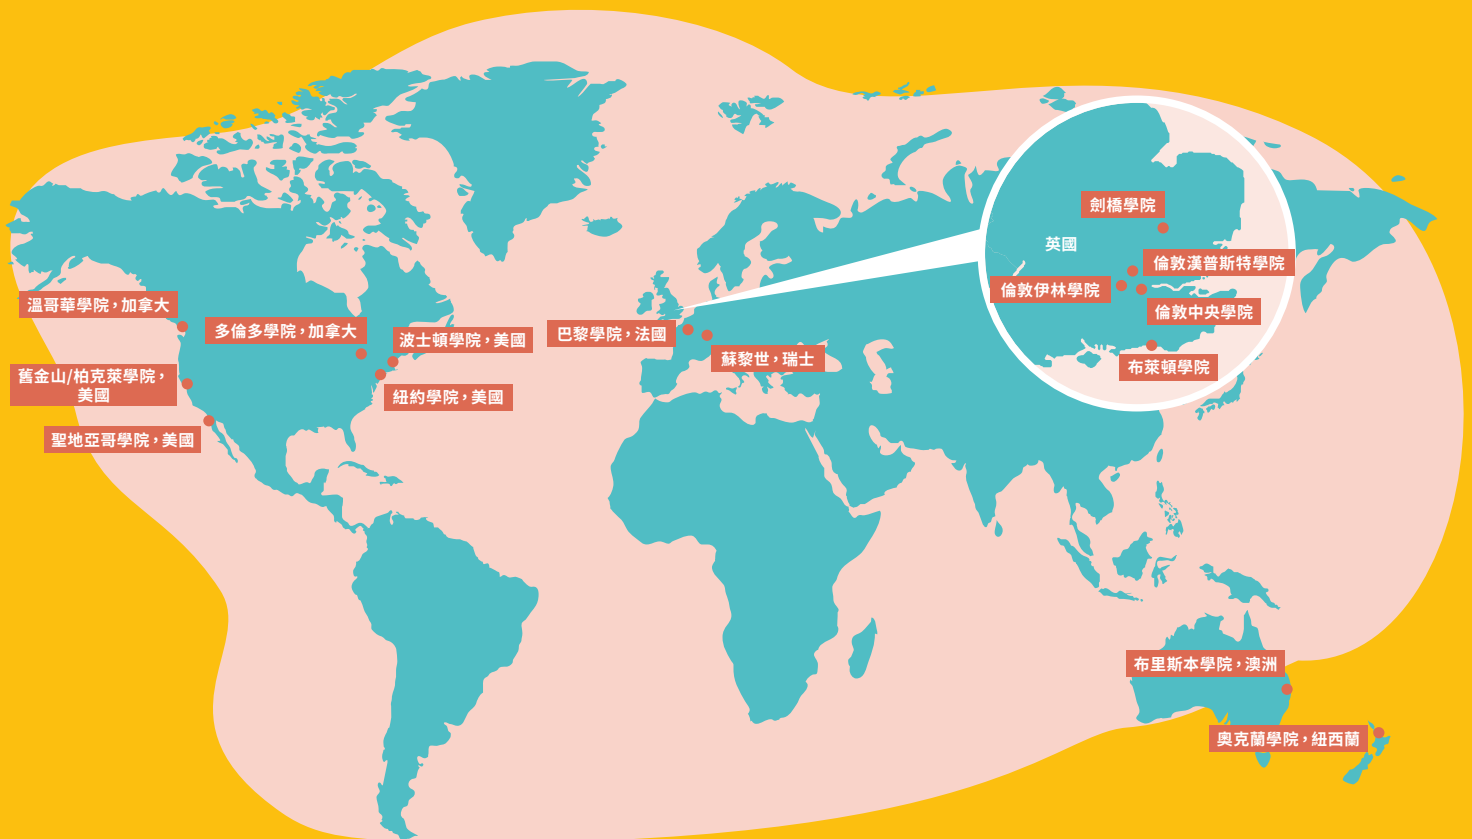 劍橋學院
英國
倫敦漢普斯特學院
倫敦伊林學院
倫敦中央學院
布萊頓學院
溫哥華學院，加拿大
多倫多學院，加拿大
波士頓學院，美國
巴黎學院，法國
蘇黎世，瑞士
舊金山/柏克萊學院，
美國
紐約學院，美國
聖地亞哥學院，美國
布里斯本學院，澳洲
奧克蘭學院，紐西蘭